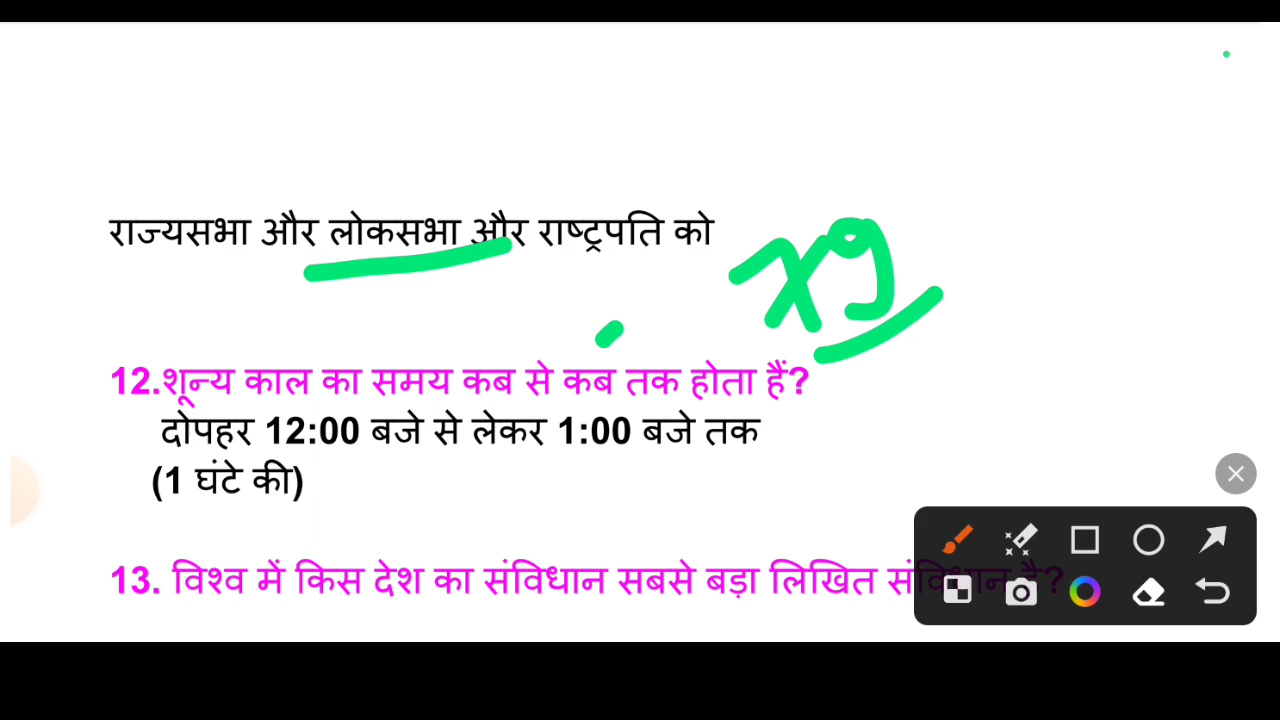 राज्यसभा और लोकसभा और राष्ट्रपति को
12.शून्य काल का समय कब से कब तक होता हैं?
दोपहर 12:00 बजे से लेकर 1:00 बजे तक
(1 घंटे की)
13. विश्व में किस देश का संविधान सबसे बड़ा लिखित संविधान है?